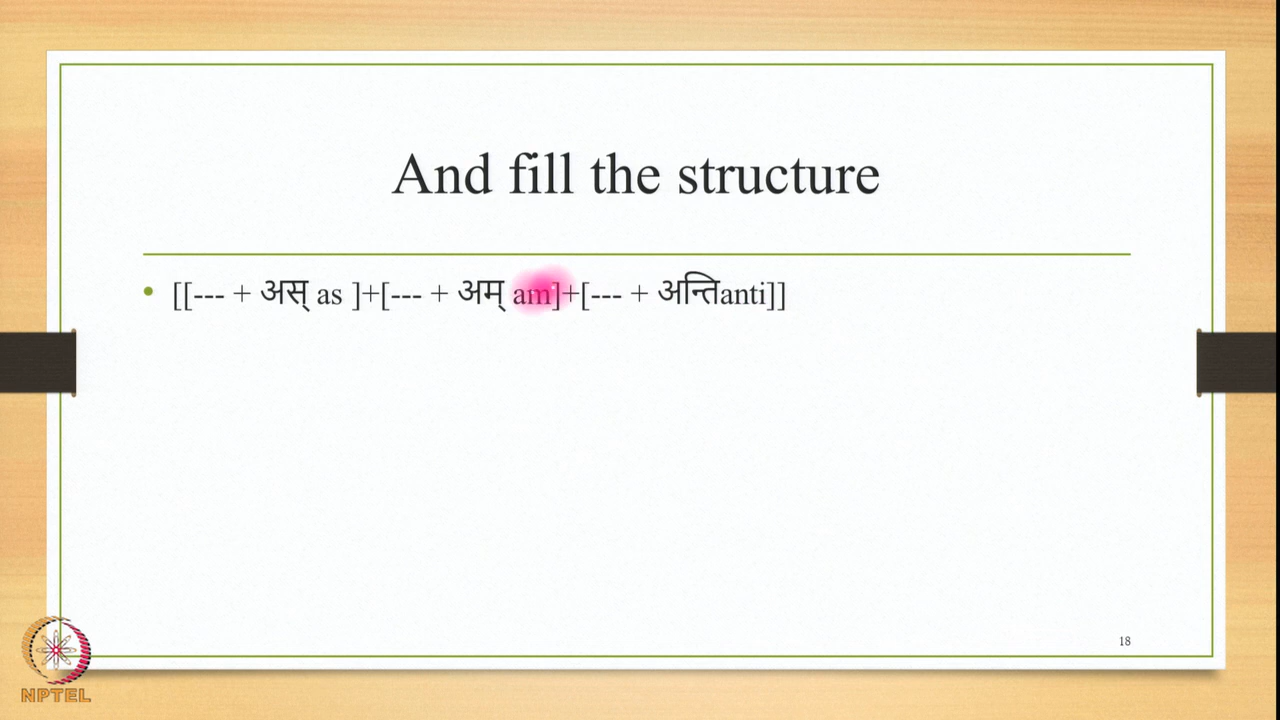 And fill the structure
• [[--- + अस् as ]+[--- + अम् am]+[--- + अन्तिanti]]
18
NPTEL